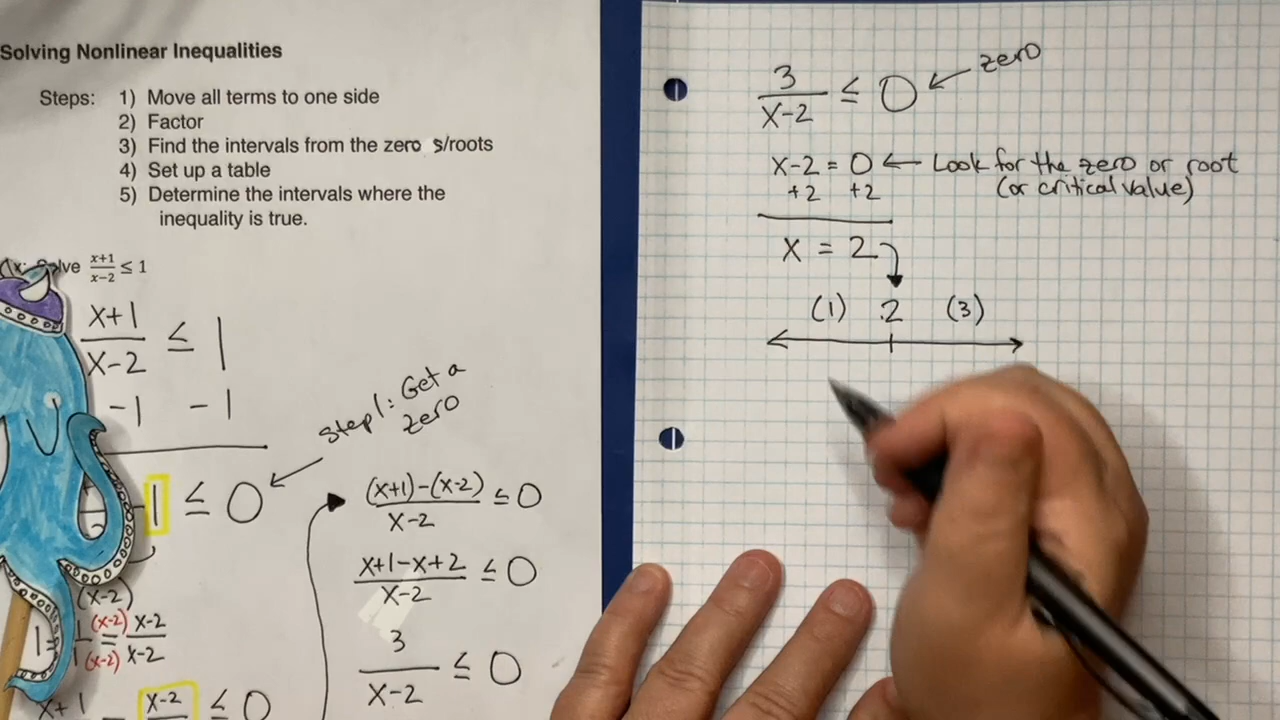 Solving Nonlinear Inequalities
Steps: 1) Move all terms to one side
2) Factor
3) Find the intervals from the zero s/roots
4) Set up a table
5) Determine the intervals where the
inequality is true.
(x+1)/(x-2) ≤ 1
(x+1)/(x-2) ≤ 1
-1 -1
step 1: Get a
zero
1 ≤ 0
(x-2)
(x-2) x-2
(x-2) x-2
x+1
x-2 ≤ 0
((x+1)-(x-2))/(x-2) ≤ 0
(x+1-x+2)/(x-2) ≤ 0
3/(x-2) ≤ 0
3/(x-2) ≤ 0 ← zero
x-2 = 0 ← Look for the zero or root
+2 +2 (or critical value)
x = 2
(1) 2 (3)